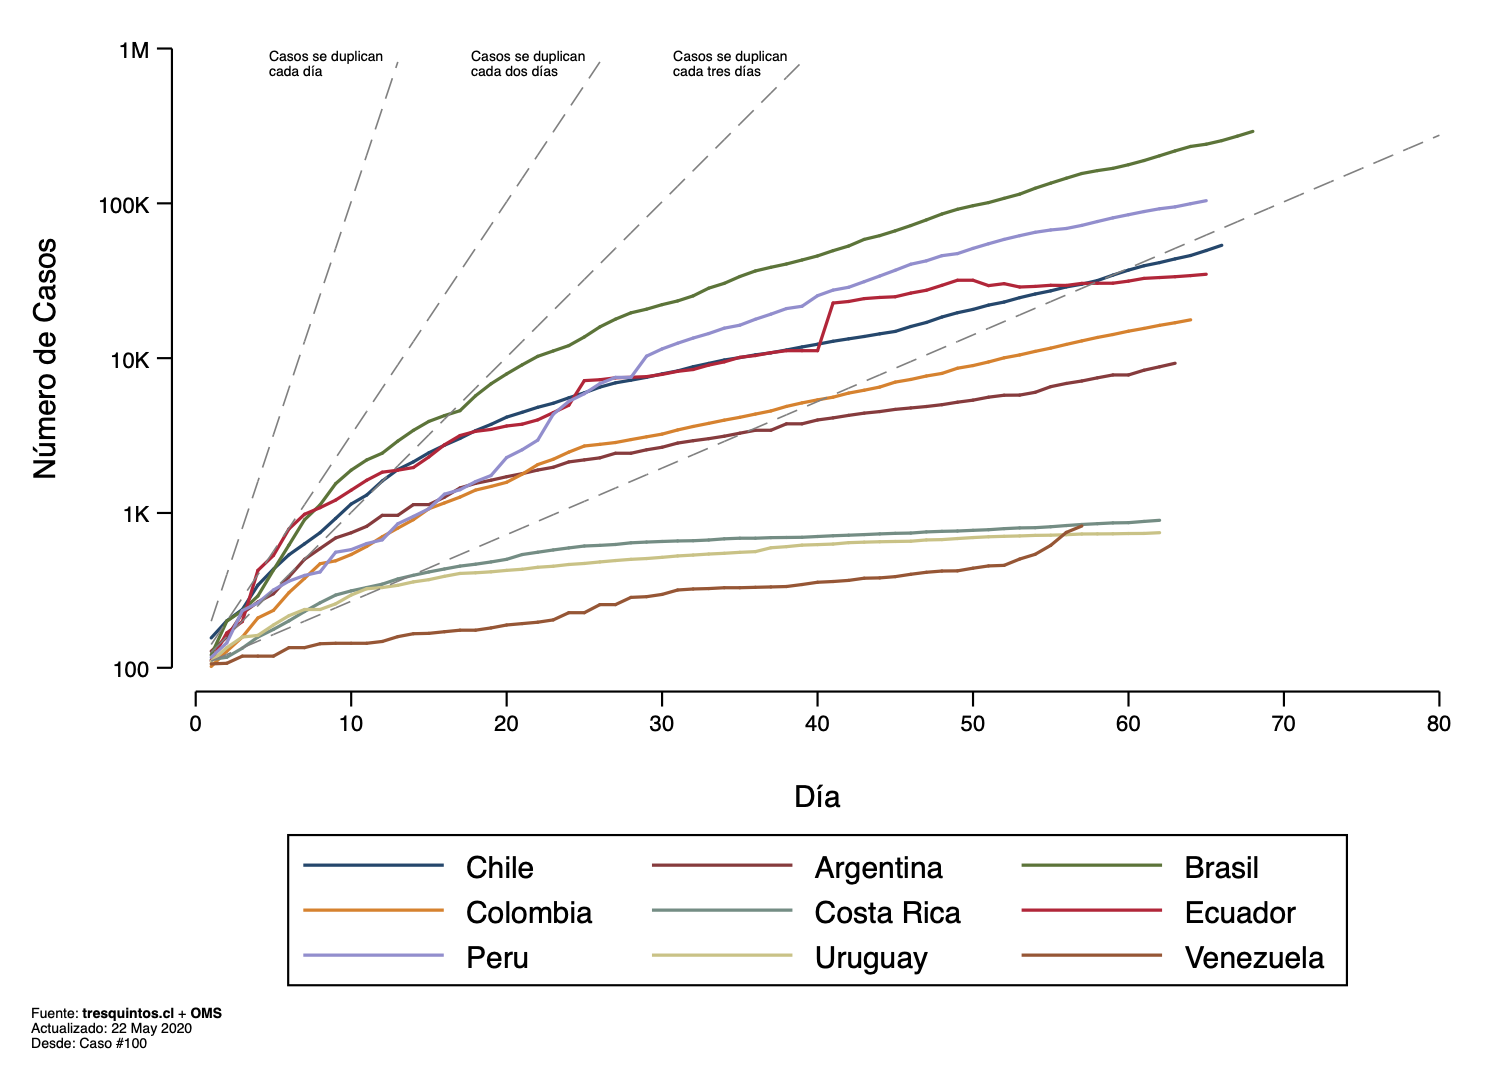 1M
100K
10K
1K
100
Número de Casos
Casos se duplican
cada día
Casos se duplican
cada dos días
Casos se duplican
cada tres días
0 10 20 30 40 50 60 70 80
Día
Chile Argentina Brasil
Colombia Costa Rica Ecuador
Peru Uruguay Venezuela
Fuente: tresquintos.cl + OMS
Actualizado: 22 May 2020
Desde: Caso #100